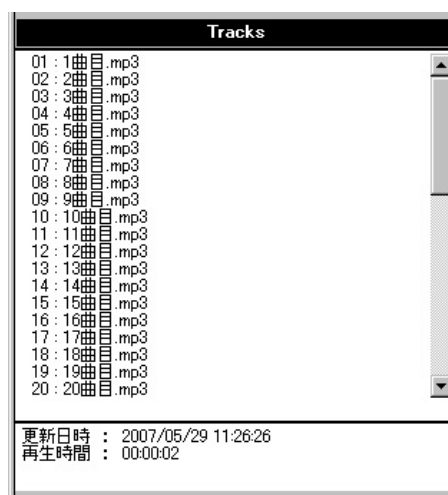 Tracks
01 : 1曲目.mp3
02 : 2曲目.mp3
03 : 3曲目.mp3
04 : 4曲目.mp3
05 : 5曲目.mp3
06 : 6曲目.mp3
07 : 7曲目.mp3
08 : 8曲目.mp3
09 : 9曲目.mp3
10 : 10曲目.mp3
11 : 11曲目.mp3
12 : 12曲目.mp3
13 : 13曲目.mp3
14 : 14曲目.mp3
15 : 15曲目.mp3
16 : 16曲目.mp3
17 : 17曲目.mp3
18 : 18曲目.mp3
19 : 19曲目.mp3
20 : 20曲目.mp3
更新日時 : 2007/05/29 11:26:26
再生時間 : 00:00:02